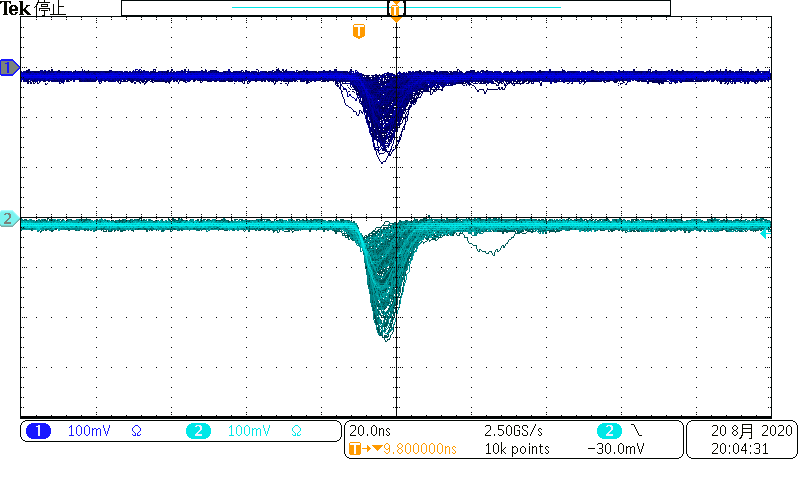 Tek 停止
T
T
1
2
1 100mV Ω 2 100mV Ω
20.0ns 2.50GS/s 2
T→▼9.800000ns 10k points −30.0mV
20 8月 2020
20:04:31